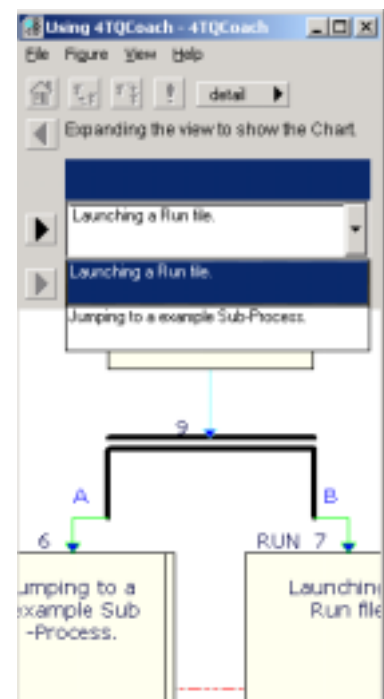 Using 4TQCoach - 4TQCoach
File Figure View Help
detail
Expanding the view to show the Chart.
Launching a Run file.
Launching a Run file.
Jumping to a example Sub-Process.
9
A B
6 RUN 7
umping to a Launching
example Sub Run file
-Process.